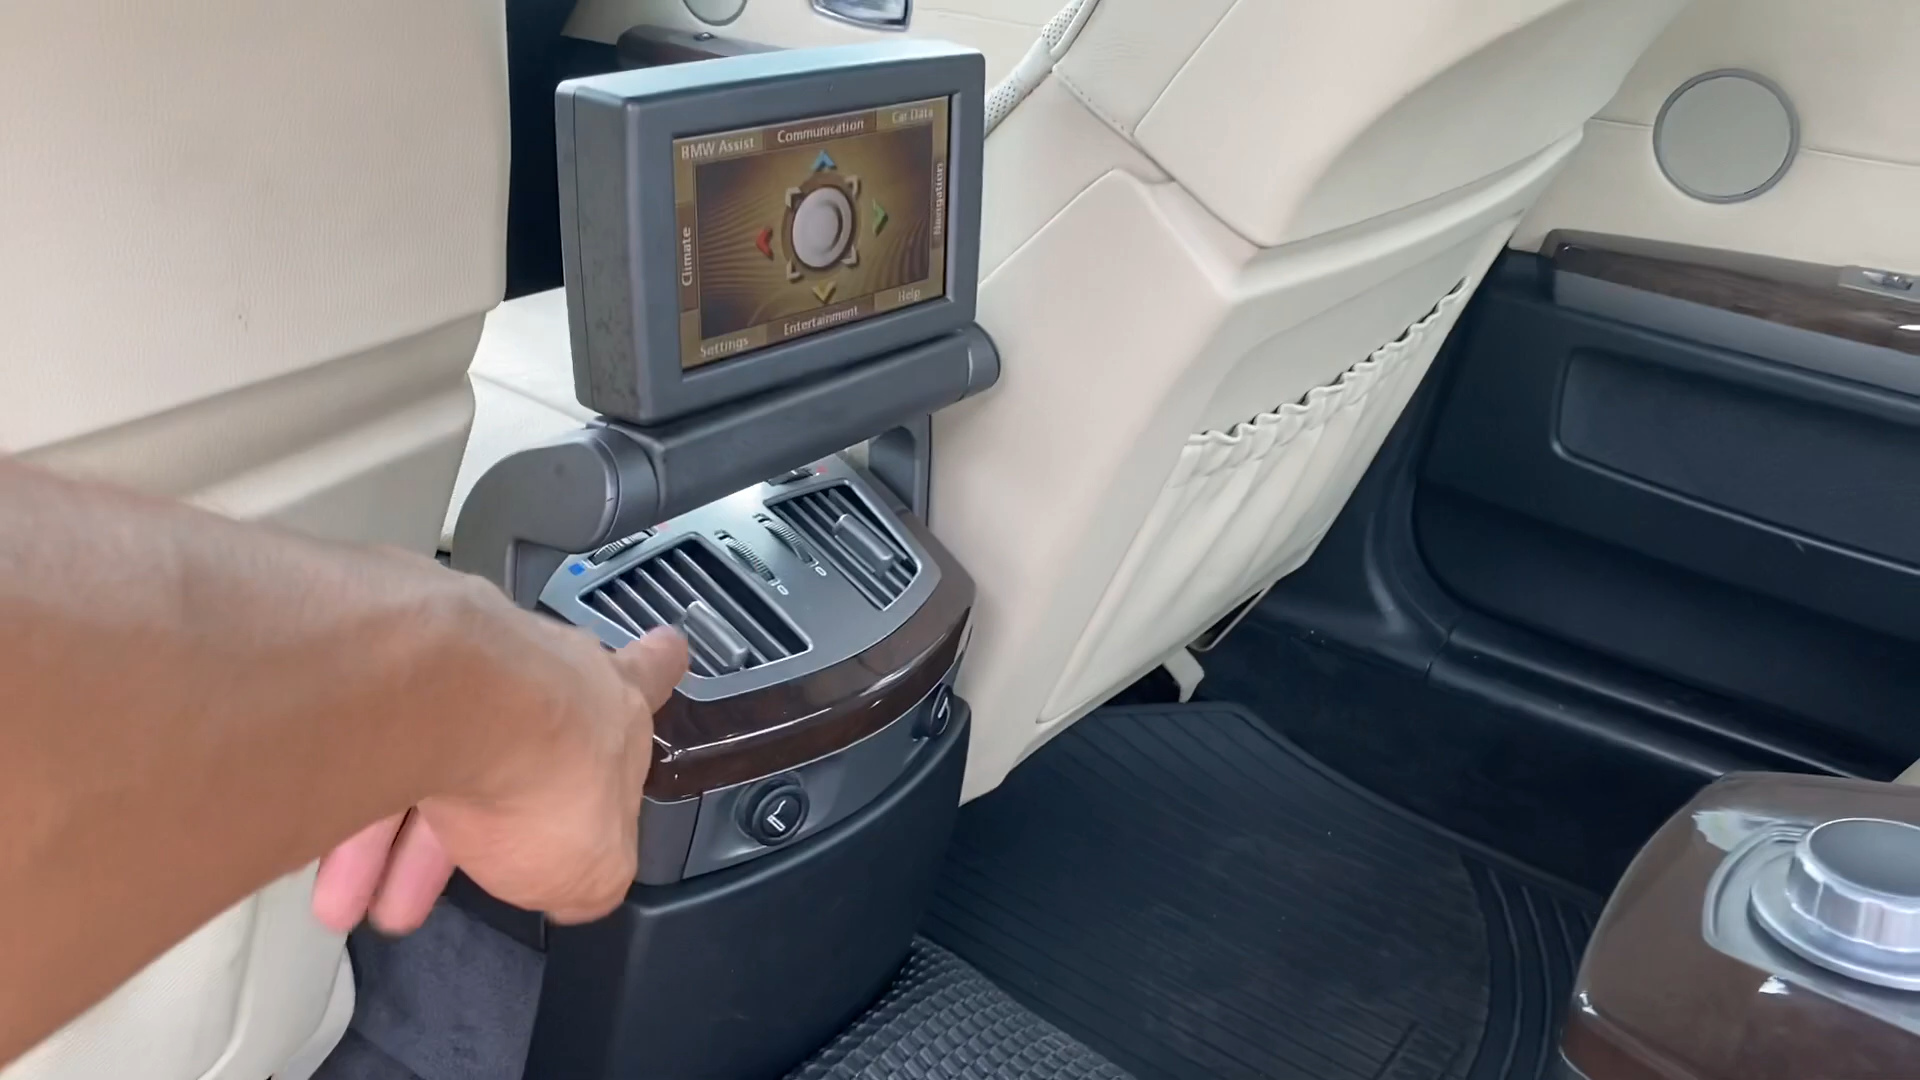 BMW Assist
Communication
Car Data
Climate
Navigation
Settings
Entertainment
Help